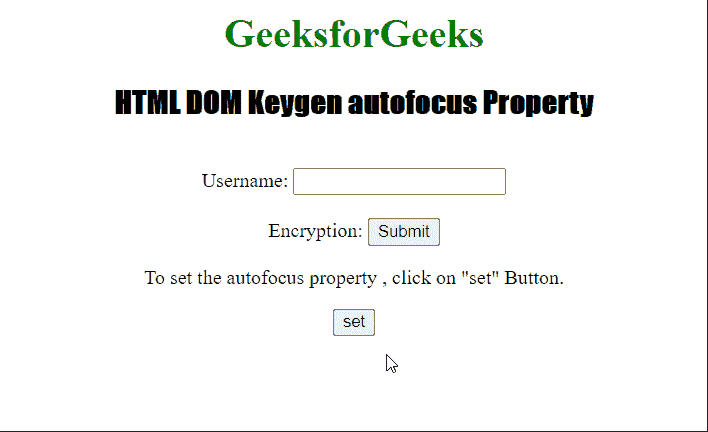 GeeksforGeeks
HTML DOM Keygen autofocus Property
Username:
Encryption: Submit
To set the autofocus property , click on "set" Button.
set